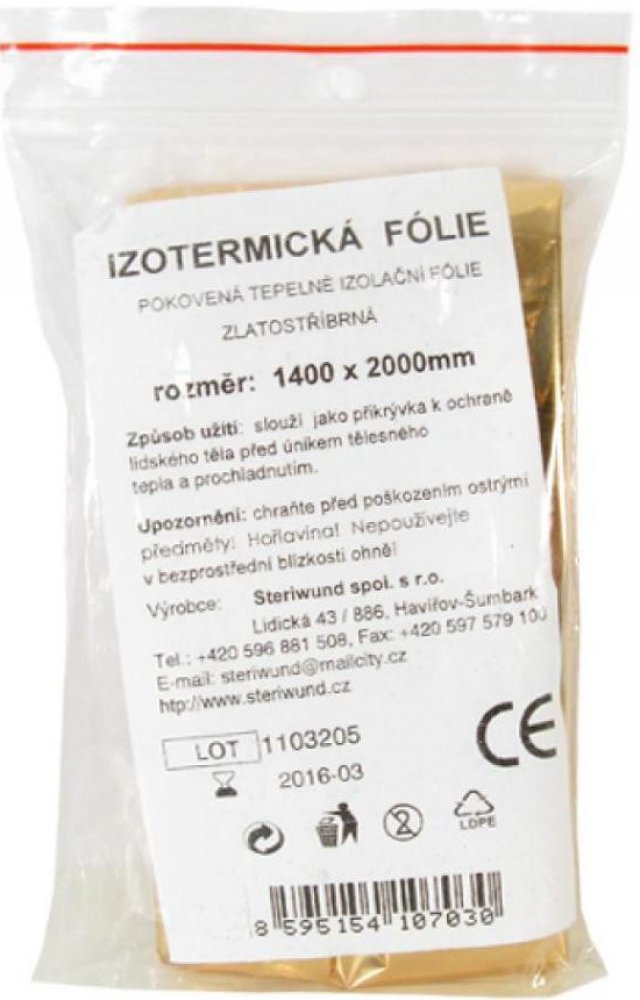 IZOTERMICKÁ FÓLIE
POKOVENÁ TEPELNĚ IZOLAČNÍ FÓLIE
ZLATOSTŘÍBRNÁ
rozměr: 1400 x 2000mm
Způsob užití: slouží jako přikrývka k ochraně
lidského těla před únikem tělesného
tepla a prochladnutím.
Upozornění: chraňte před poškozením ostrými
předměty! Hořlavina! Nepoužívejte
v bezprostřední blízkosti ohně!
Výrobce: Steriwund spol. s r.o.
Lidická 43 / 886, Havířov-Šumbark
Tel.: +420 596 881 508, Fax: +420 597 579 100
E-mail: steriwund@mailcity.cz
http://www.steriwund.cz
LOT 1103205
2016-03
CE
2
LDPE
8 595154 107030